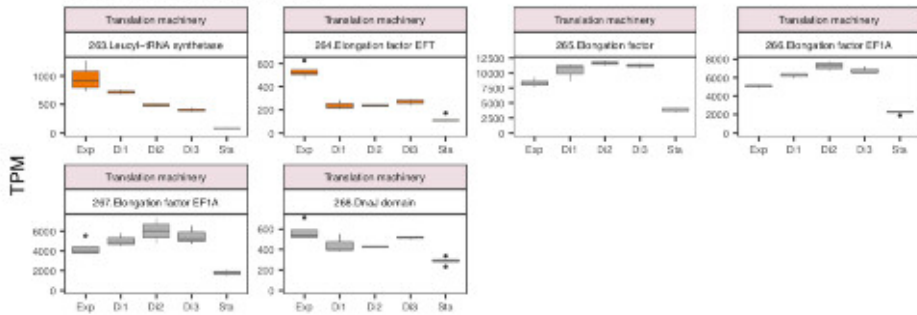 Translation machinery
263.Leucyl-tRNA synthetase
1000
500
0
Exp Di1 Di2 Di3 Sta
Translation machinery
264.Elongation factor EFT
600
400
200
0
Exp Di1 Di2 Di3 Sta
Translation machinery
265.Elongation factor
12500
10000
7500
5000
2500
0
Exp Di1 Di2 Di3 Sta
Translation machinery
266.Elongation factor EF1A
8000
6000
4000
2000
0
Exp Di1 Di2 Di3 Sta
TPM
Translation machinery
267.Elongation factor EF1A
6000
4000
2000
0
Exp Di1 Di2 Di3 Sta
Translation machinery
268.DnaJ domain
600
400
200
0
Exp Di1 Di2 Di3 Sta